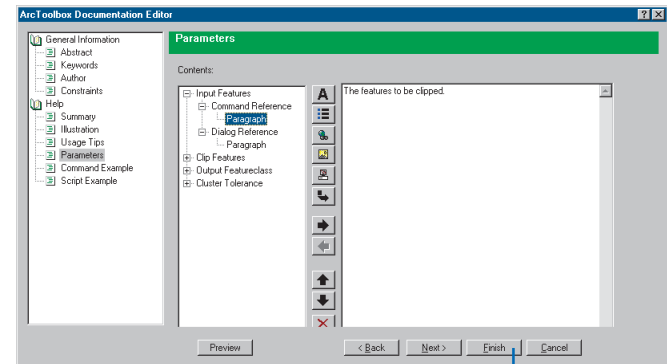 ArcToolbox Documentation Editor
General Information
Abstract
Keywords
Author
Constraints
Help
Summary
Illustration
Usage Tips
Parameters
Command Example
Script Example
Parameters
Contents:
Input Features
Command Reference
Paragraph
Dialog Reference
Paragraph
Clip Features
Output Featureclass
Cluster Tolerance
A
The features to be clipped.
Preview
< Back
Next >
Finish
Cancel